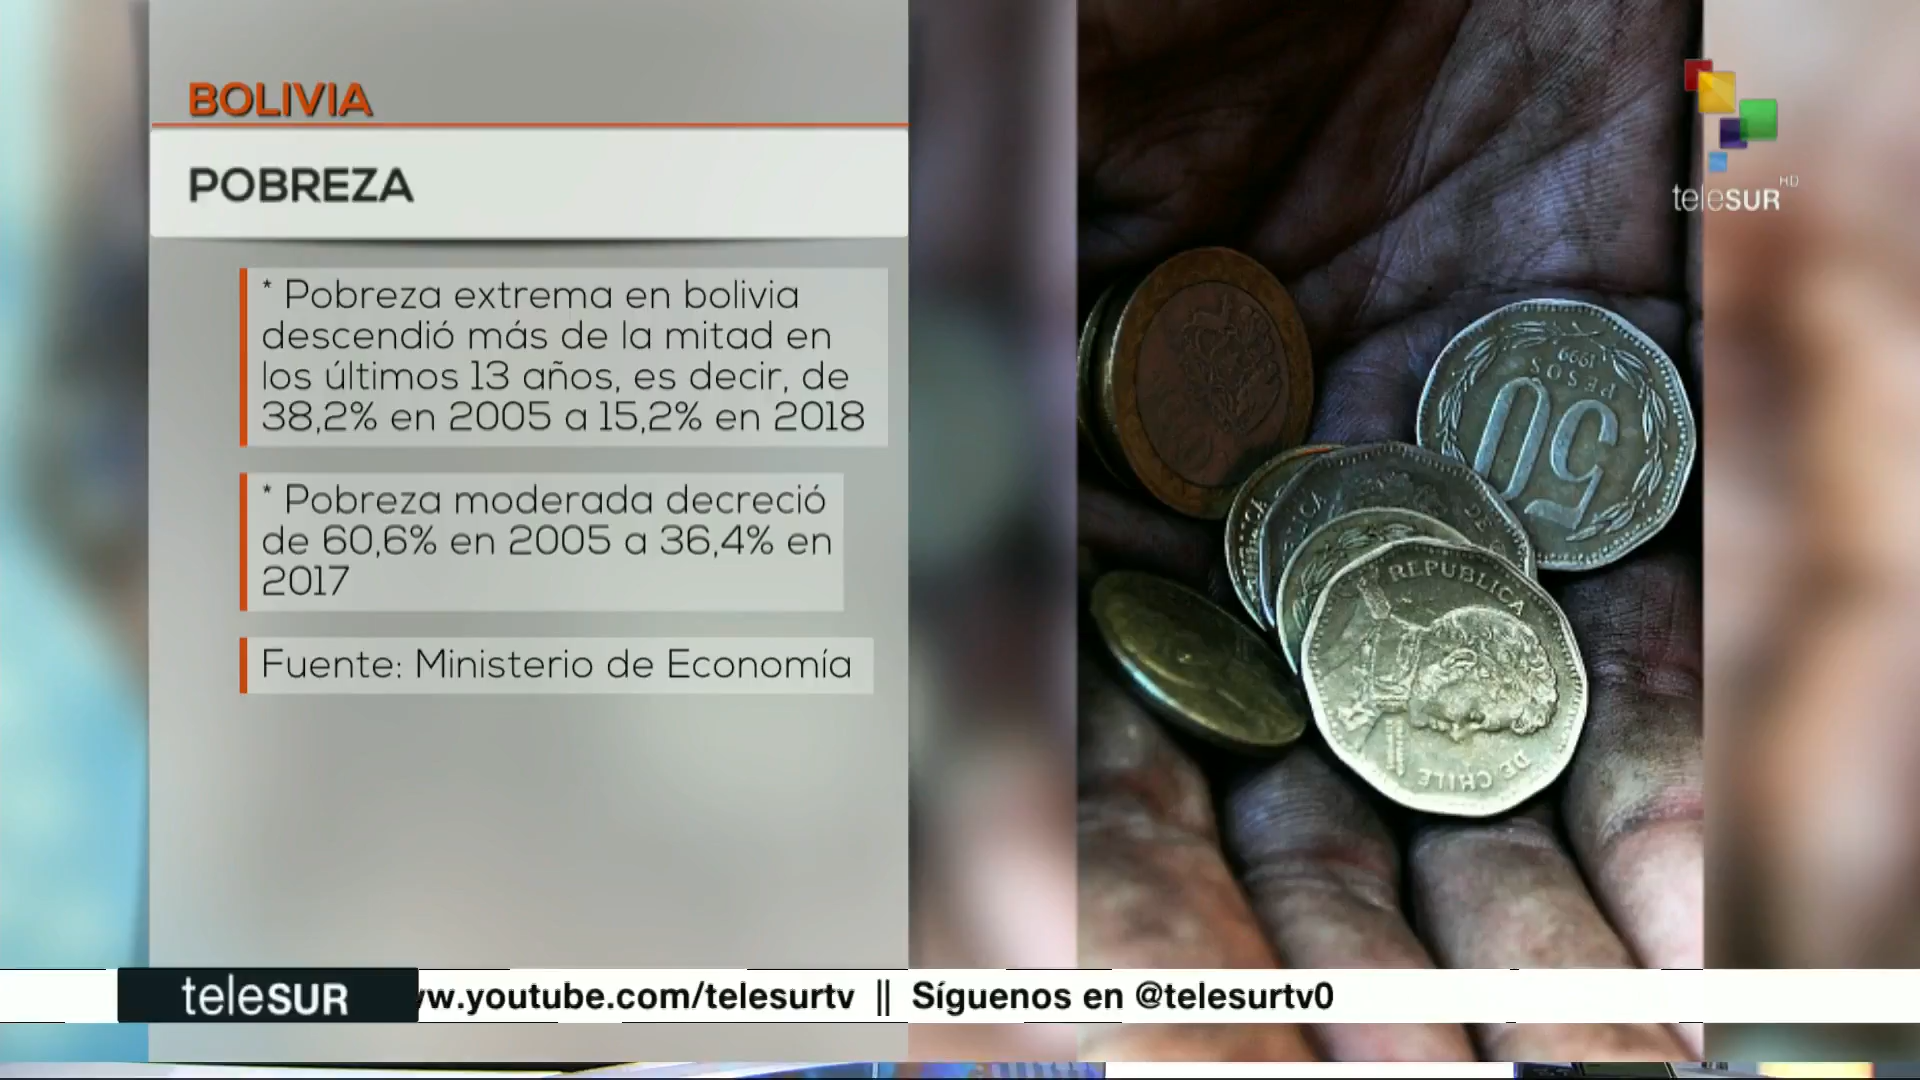 BOLIVIA
POBREZA
* Pobreza extrema en bolivia
descendió más de la mitad en
los últimos 13 años, es decir, de
38,2% en 2005 a 15,2% en 2018
* Pobreza moderada decreció
de 60,6% en 2005 a 36,4% en
2017
Fuente: Ministerio de Economía
teleSUR HD
1999
PESOS
50
REPUBLICA
DE CHILE
teleSUR
w.youtube.com/telesurtv || Síguenos en @telesurtv0